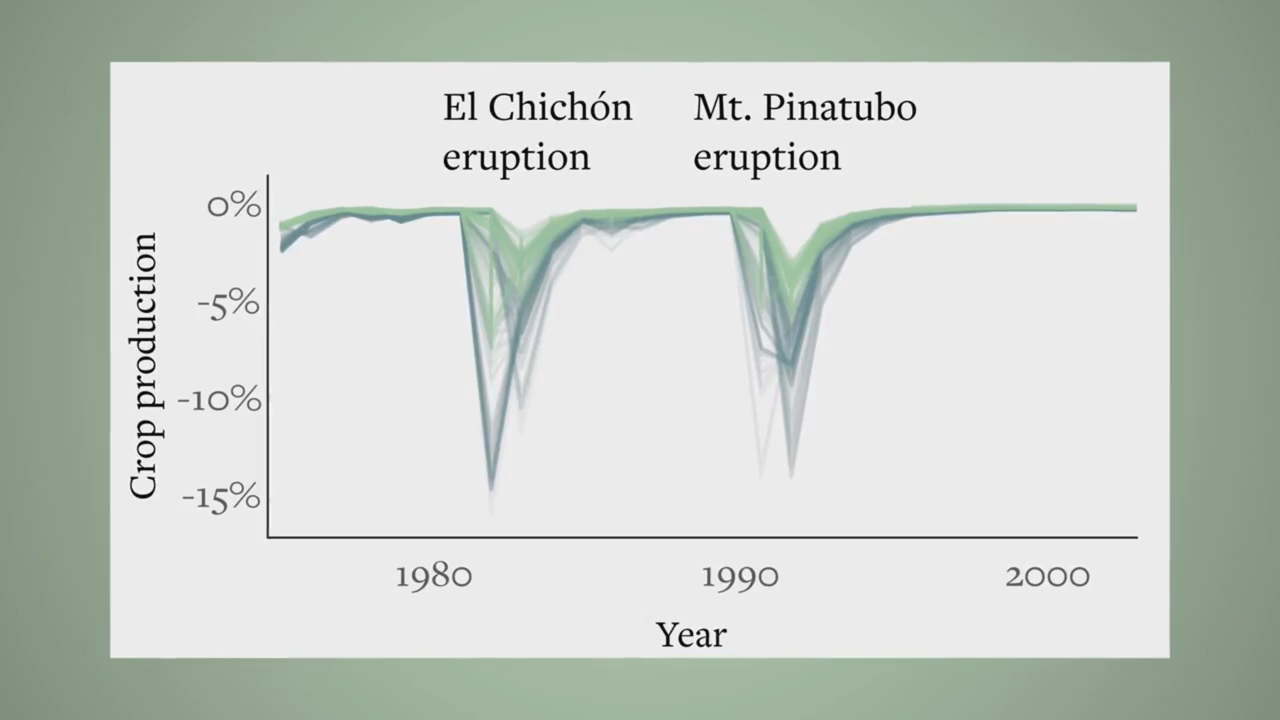 El Chichón
eruption
Mt. Pinatubo
eruption
Crop production
0%
-5%
-10%
-15%
1980
1990
2000
Year